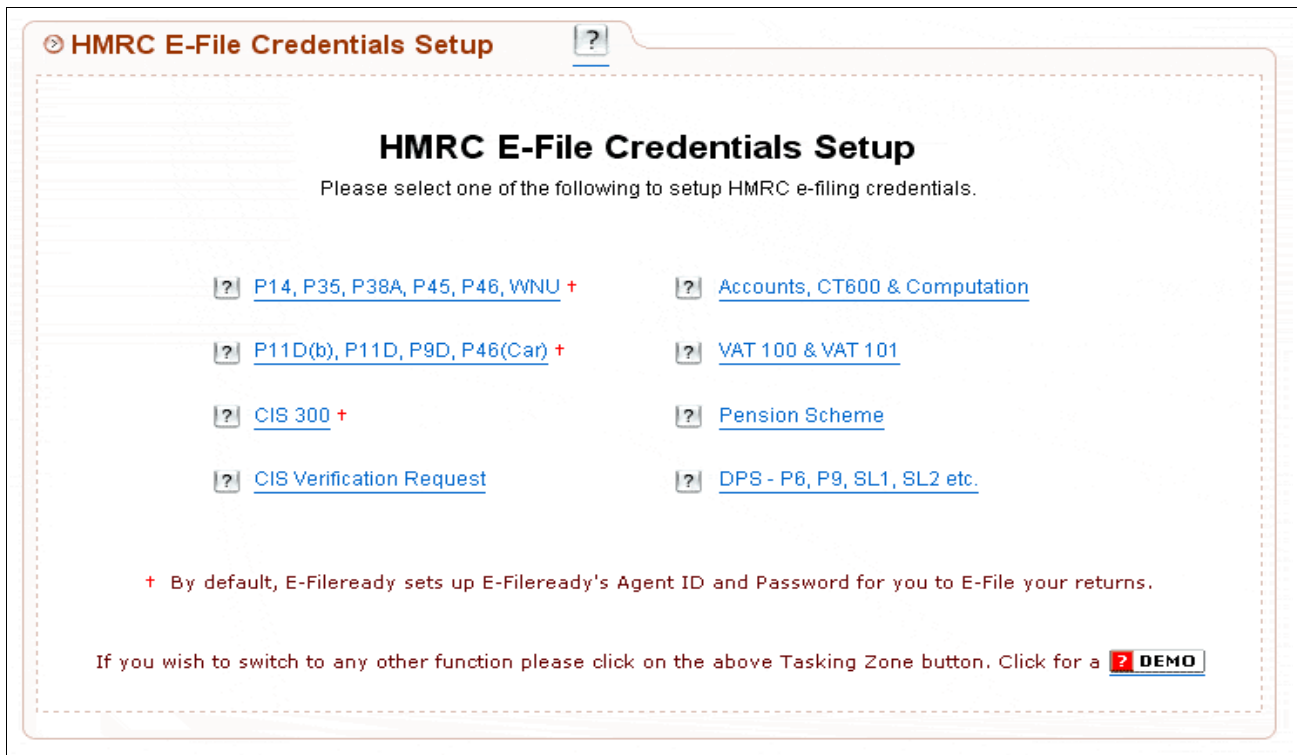 HMRC E-File Credentials Setup ?
HMRC E-File Credentials Setup
Please select one of the following to setup HMRC e-filing credentials.
? P14, P35, P38A, P45, P46, WNU †
? Accounts, CT600 & Computation
? P11D(b), P11D, P9D, P46(Car) †
? VAT 100 & VAT 101
? CIS 300 †
? Pension Scheme
? CIS Verification Request
? DPS - P6, P9, SL1, SL2 etc.
† By default, E-Fileready sets up E-Fileready's Agent ID and Password for you to E-File your returns.
If you wish to switch to any other function please click on the above Tasking Zone button. Click for a ? DEMO